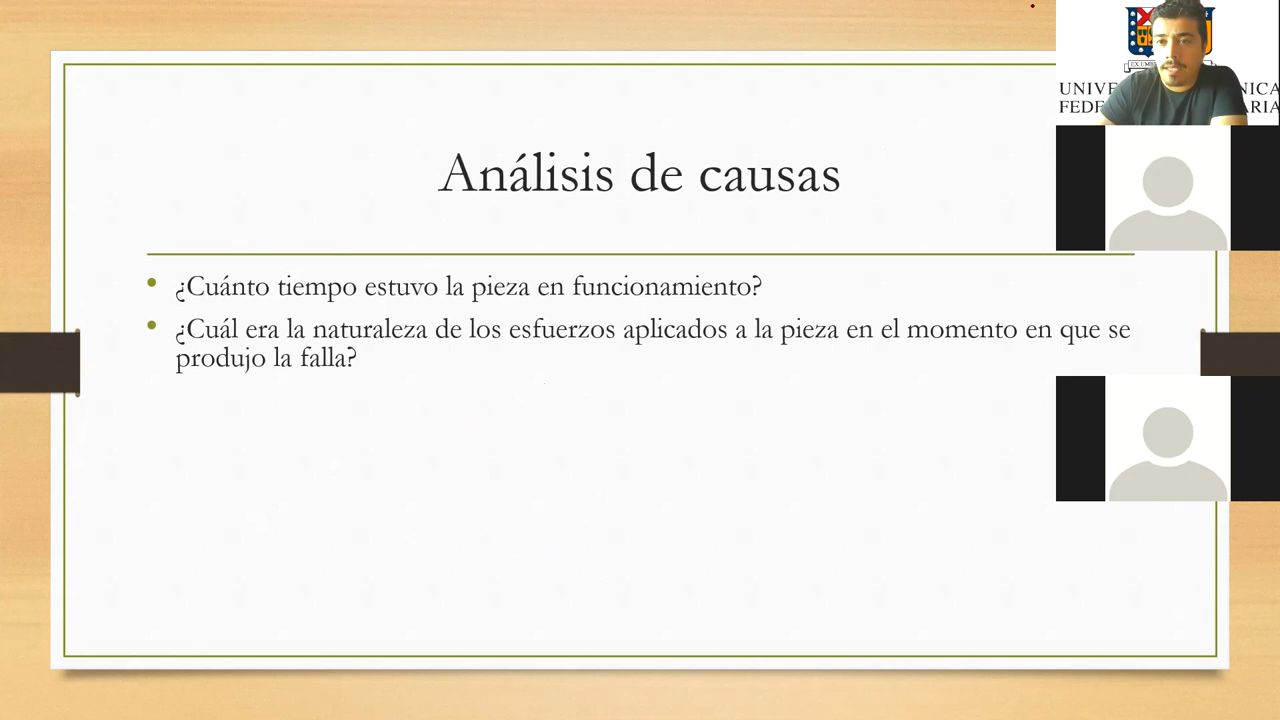 Análisis de causas
• ¿Cuánto tiempo estuvo la pieza en funcionamiento?
• ¿Cuál era la naturaleza de los esfuerzos aplicados a la pieza en el momento en que se
produjo la falla?